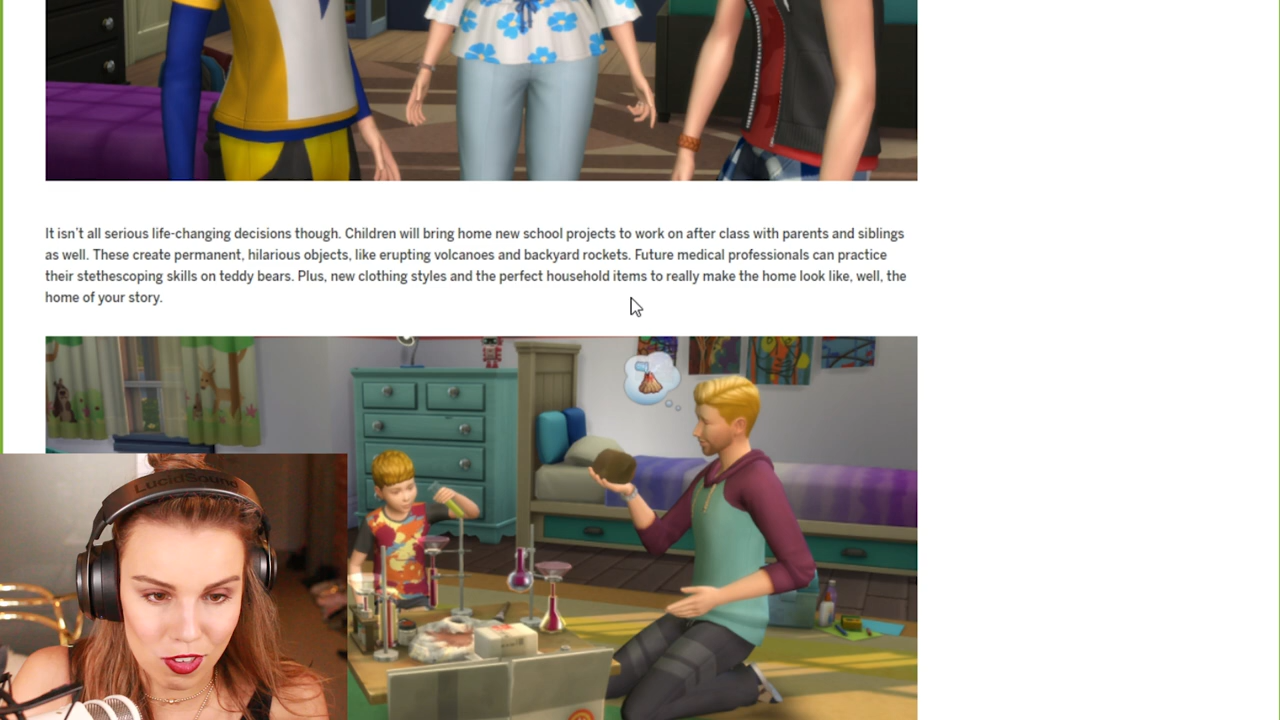 It isn't all serious life-changing decisions though. Children will bring home new school projects to work on after class with parents and siblings
as well. These create permanent, hilarious objects, like erupting volcanoes and backyard rockets. Future medical professionals can practice
their stethescoping skills on teddy bears. Plus, new clothing styles and the perfect household items to really make the home look like, well, the
home of your story.
LucidSound